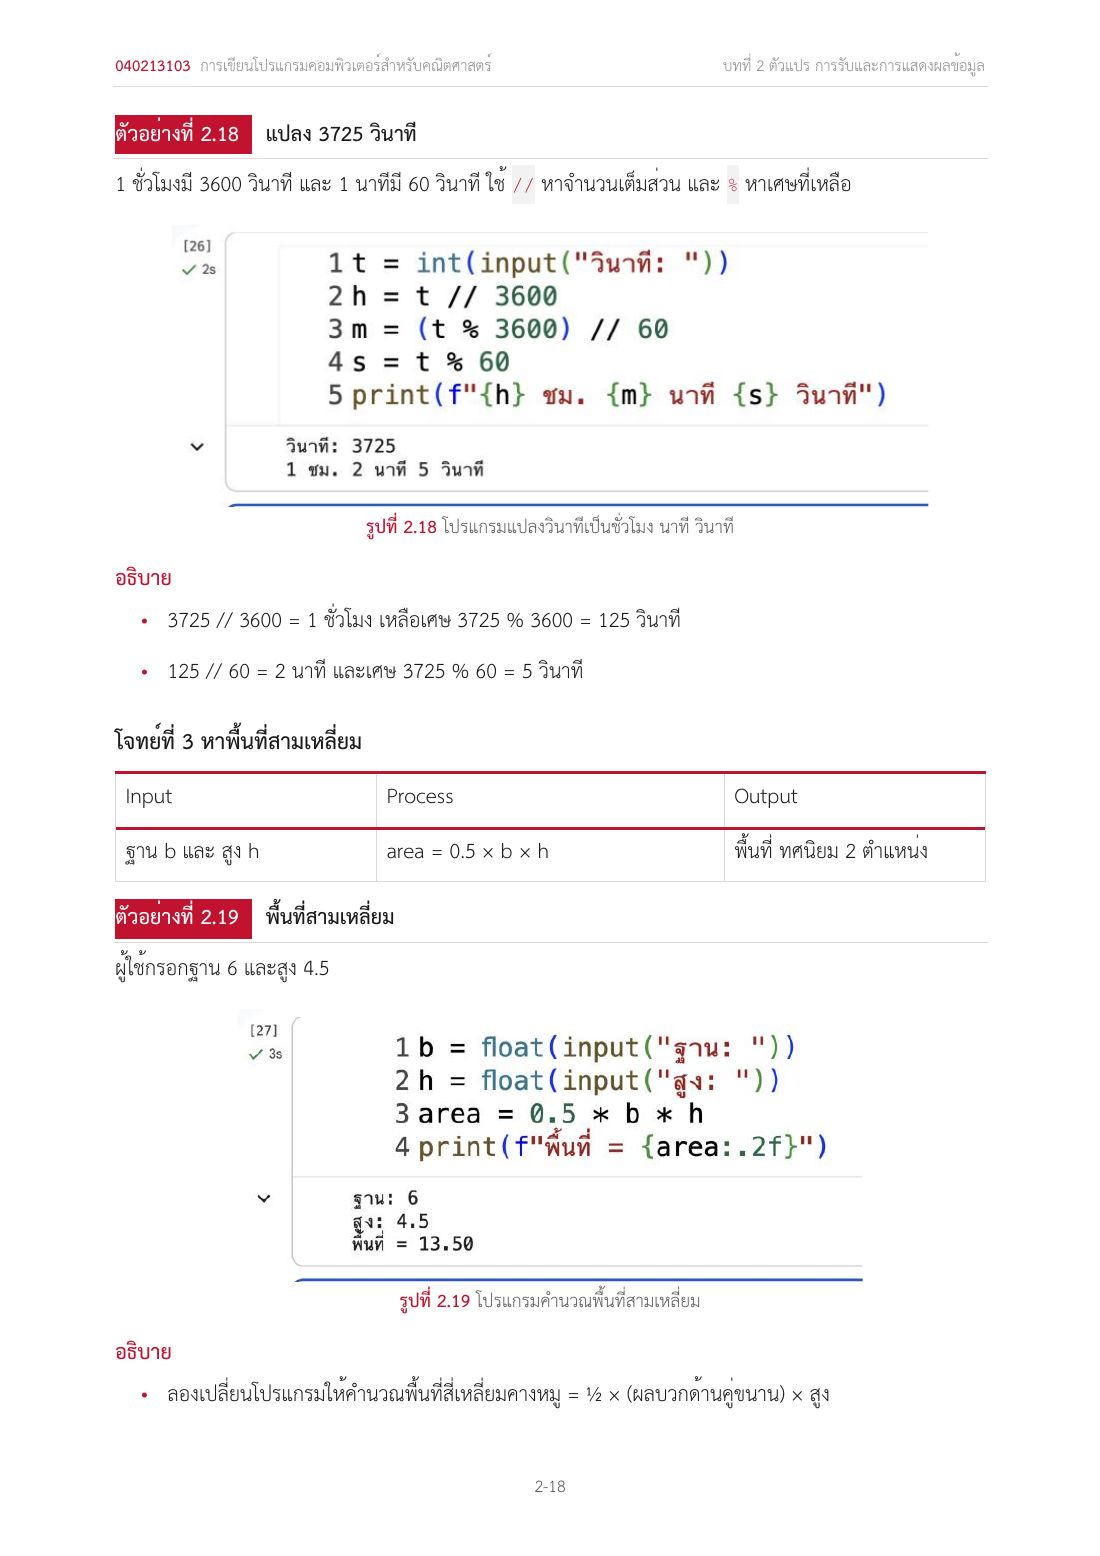 040213103 การเขียนโปรแกรมคอมพิวเตอร์สำหรับคณิตศาสตร์
บทที่ 2 ตัวแปร การรับและการแสดงผลข้อมูล
ตัวอย่างที่ 2.18 แปลง 3725 วินาที
1 ชั่วโมงมี 3600 วินาที และ 1 นาทีมี 60 วินาที ใช้ // หาจำนวนเต็มส่วน และ % หาเศษที่เหลือ
[26]
✓ 2s
1 t = int(input("วินาที: "))
2 h = t // 3600
3 m = (t % 3600) // 60
4 s = t % 60
5 print(f"{h} ชม. {m} นาที {s} วินาที")
วินาที: 3725
1 ชม. 2 นาที 5 วินาที
รูปที่ 2.18 โปรแกรมแปลงวินาทีเป็นชั่วโมง นาที วินาที
อธิบาย
• 3725 // 3600 = 1 ชั่วโมง เหลือเศษ 3725 % 3600 = 125 วินาที
• 125 // 60 = 2 นาที และเศษ 3725 % 60 = 5 วินาที
โจทย์ที่ 3 หาพื้นที่สามเหลี่ยม
Input Process Output
ฐาน b และ สูง h area = 0.5 × b × h พื้นที่ ทศนิยม 2 ตำแหน่ง
ตัวอย่างที่ 2.19 พื้นที่สามเหลี่ยม
ผู้ใช้กรอกฐาน 6 และสูง 4.5
[27]
✓ 3s
1 b = float(input("ฐาน: "))
2 h = float(input("สูง: "))
3 area = 0.5 * b * h
4 print(f"พื้นที่ = {area:.2f}")
ฐาน: 6
สูง: 4.5
พื้นที่ = 13.50
รูปที่ 2.19 โปรแกรมคำนวณพื้นที่สามเหลี่ยม
อธิบาย
• ลองเปลี่ยนโปรแกรมให้คำนวณพื้นที่สี่เหลี่ยมคางหมู = ½ × (ผลบวกด้านคู่ขนาน) × สูง
2-18